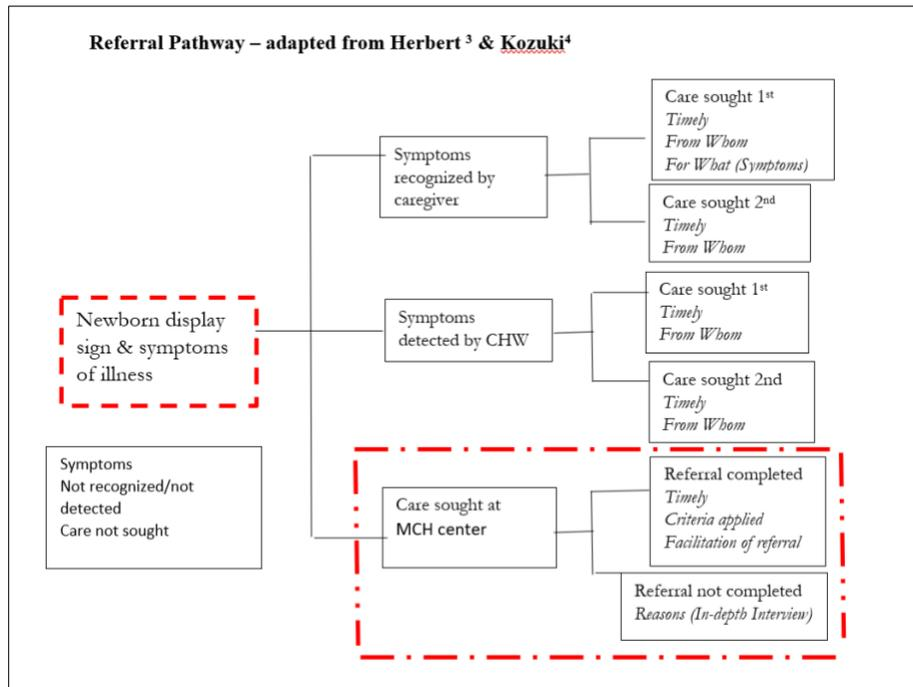 Referral Pathway – adapted from Herbert ³ & Kozuki⁴
Care sought 1st
Timely
From Whom
For What (Symptoms)
Symptoms
recognized by
caregiver
Care sought 2nd
Timely
From Whom
Care sought 1st
Timely
From Whom
Newborn display
sign & symptoms
of illness
Symptoms
detected by CHW
Care sought 2nd
Timely
From Whom
Symptoms
Not recognized/not
detected
Care not sought
Care sought at
MCH center
Referral completed
Timely
Criteria applied
Facilitation of referral
Referral not completed
Reasons (In-depth Interview)